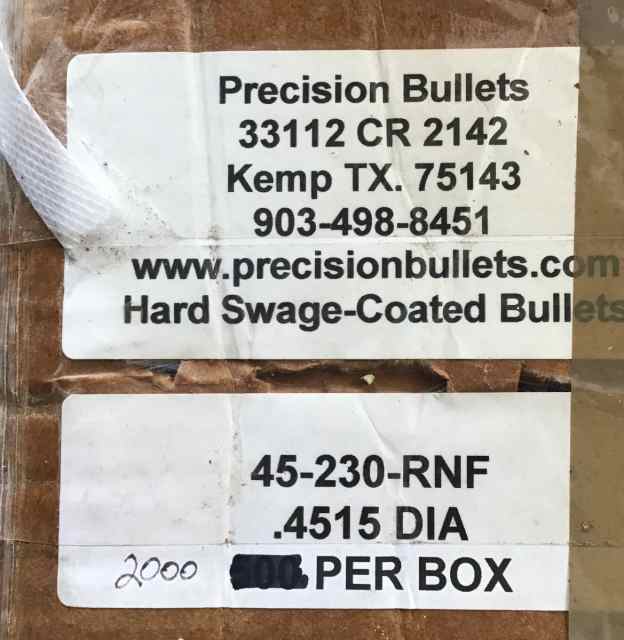 Precision Bullets
33112 CR 2142
Kemp TX. 75143
903-498-8451
www.precisionbullets.com
Hard Swage-Coated Bullets
45-230-RNF
.4515 DIA
2000 PER BOX